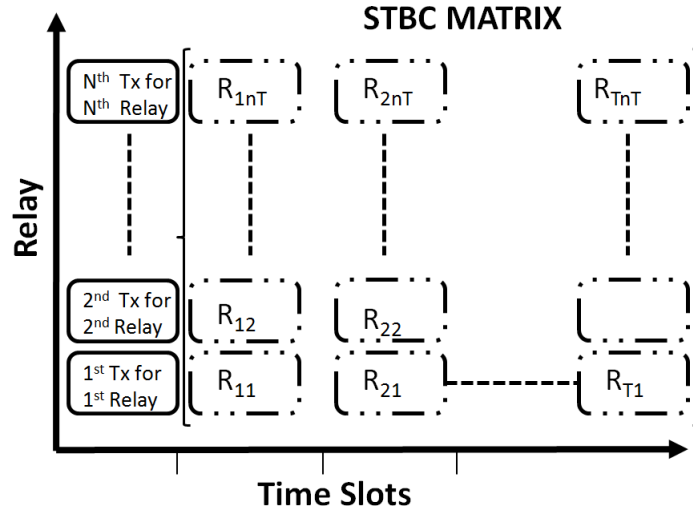 STBC MATRIX
Nth Tx for
Nth Relay
R1nT
R2nT
RTnT
2nd Tx for
2nd Relay
R12
R22
1st Tx for
1st Relay
R11
R21
RT1
Relay
Time Slots